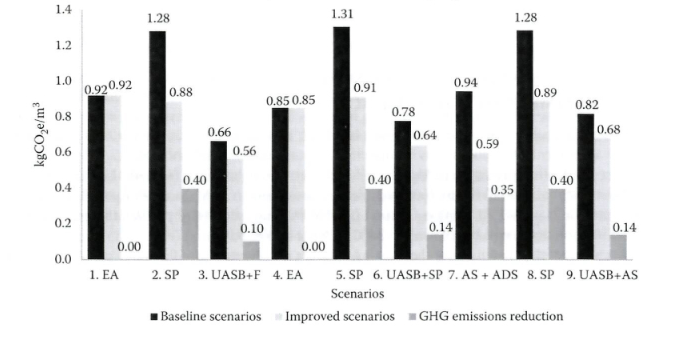 kgCO₂e/m³
1.4
1.2
1.0
0.8
0.6
0.4
0.2
0.0
0.92 0.92 0.00
1.28 0.88 0.40
0.66 0.56 0.10
0.85 0.85 0.00
1.31 0.91 0.40
0.78 0.64 0.14
0.94 0.59 0.35
1.28 0.89 0.40
0.82 0.68 0.14
1. EA 2. SP 3. UASB+F 4. EA 5. SP 6. UASB+SP 7. AS + ADS 8. SP 9. UASB+AS
Scenarios
Baseline scenarios Improved scenarios GHG emissions reduction